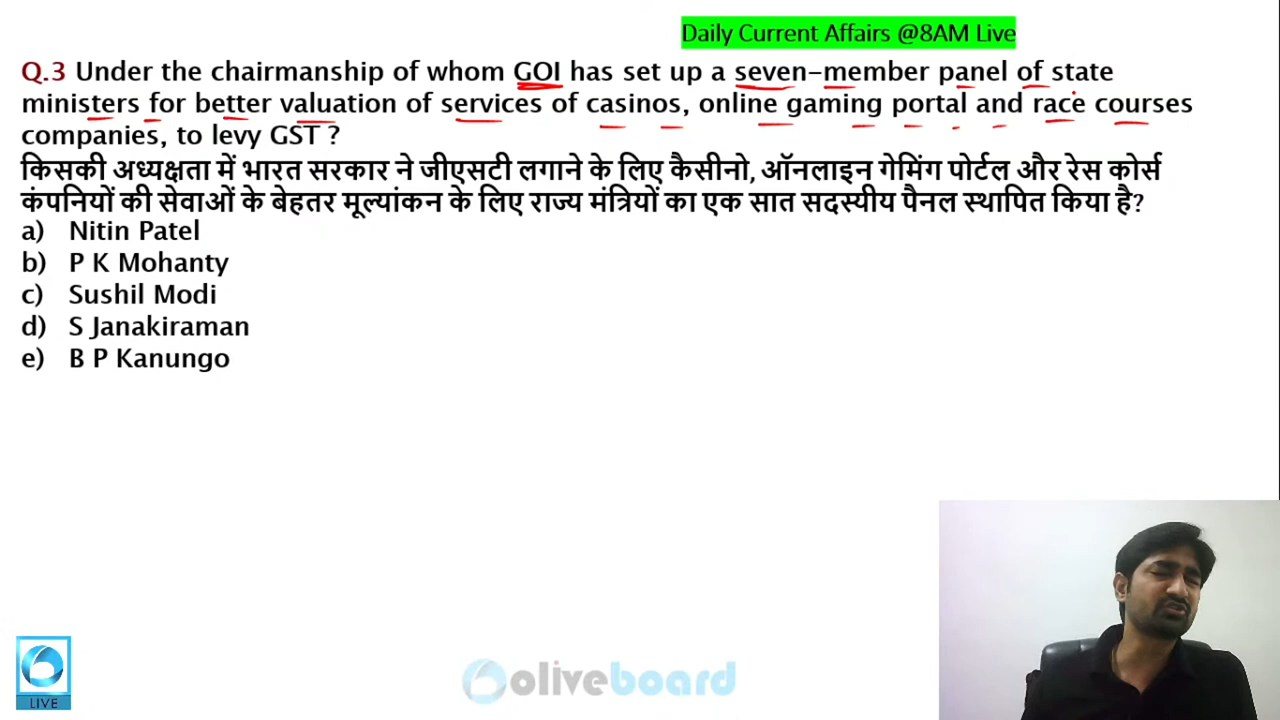 Daily Current Affairs @8AM Live
Q.3 Under the chairmanship of whom GOI has set up a seven-member panel of state
ministers for better valuation of services of casinos, online gaming portal and race courses
companies, to levy GST ?
किसकी अध्यक्षता में भारत सरकार ने जीएसटी लगाने के लिए कैसीनो, ऑनलाइन गेमिंग पोर्टल और रेस कोर्स
कंपनियों की सेवाओं के बेहतर मूल्यांकन के लिए राज्य मंत्रियों का एक सात सदस्यीय पैनल स्थापित किया है?
a) Nitin Patel
b) P K Mohanty
c) Sushil Modi
d) S Janakiraman
e) B P Kanungo
LIVE
oliveboard